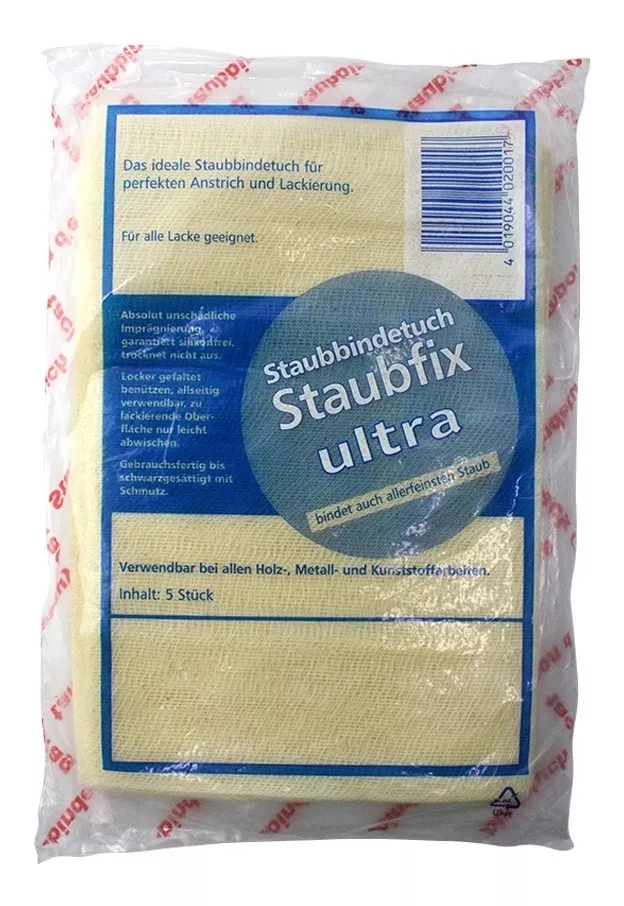 Das ideale Staubbindetuch für
perfekten Anstrich und Lackierung.
Für alle Lacke geeignet.
4 019044 020017
Absolut unschädliche
Imprägnierung,
garantiert silikonfrei,
trocknet nicht aus.
Locker gefaltet
benützen, allseitig
verwendbar, zu
lackierende Ober-
fläche nur leicht
abwischen.
Gebrauchsfertig bis
schwarzgesättigt mit
Schmutz.
Staubbindetuch
Staubfix
ultra
bindet auch allerfeinsten Staub
Verwendbar bei allen Holz-, Metall- und Kunststoffarbeiten.
Inhalt: 5 Stück